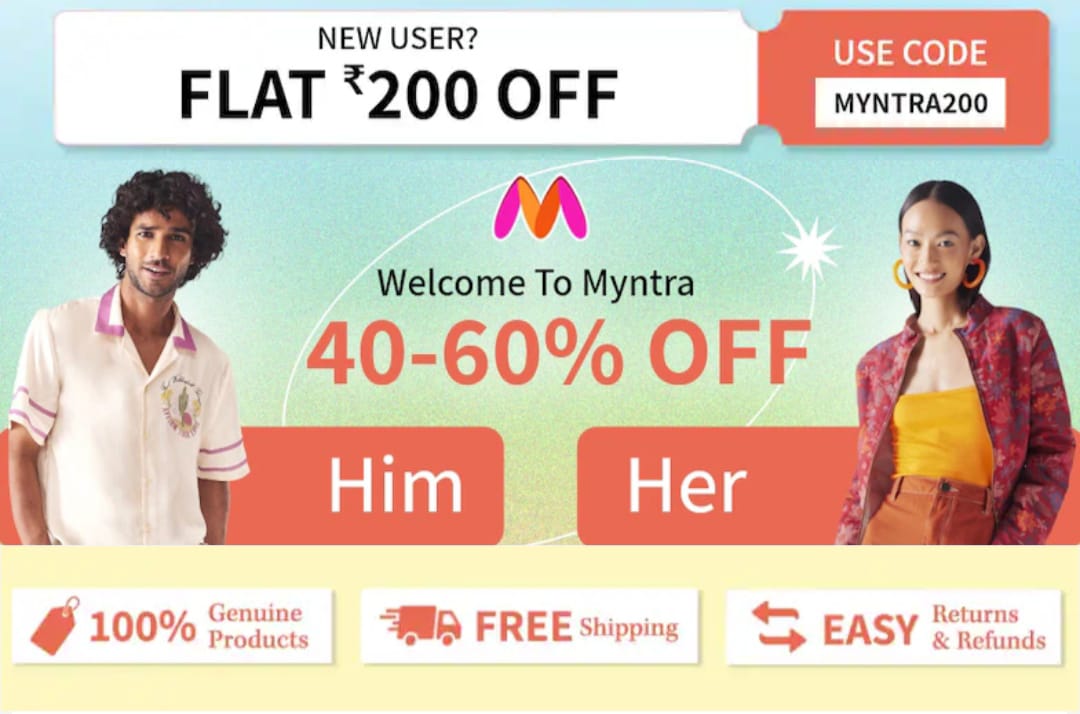 NEW USER?
FLAT ₹200 OFF
USE CODE
MYNTRA200
Welcome To Myntra
40-60% OFF
Him
Her
100% Genuine
Products
FREE Shipping
EASY Returns
& Refunds